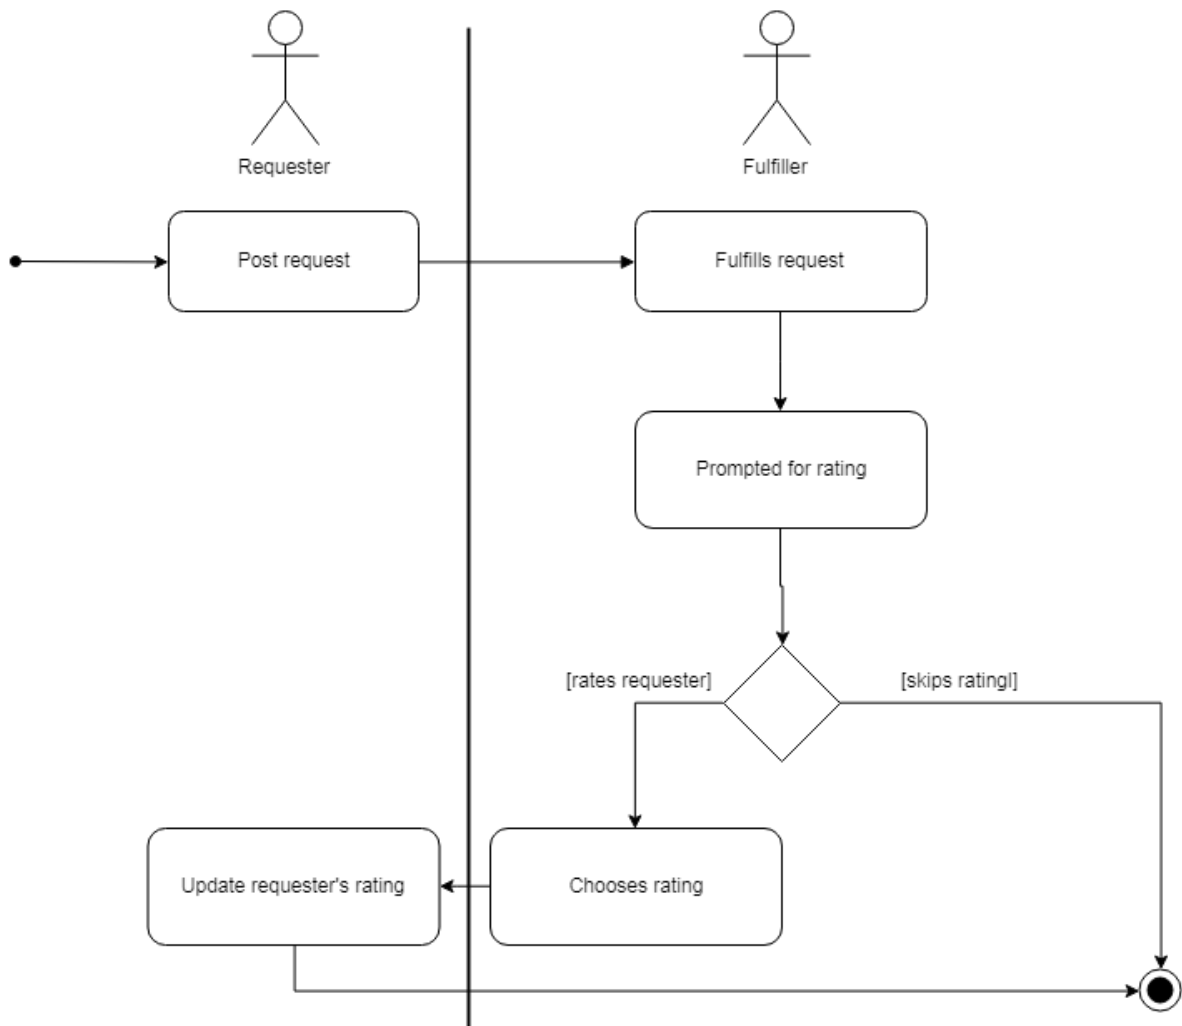 Requester
Fulfiller
Post request
Fulfills request
Prompted for rating
[rates requester]
[skips ratingl]
Update requester's rating
Chooses rating